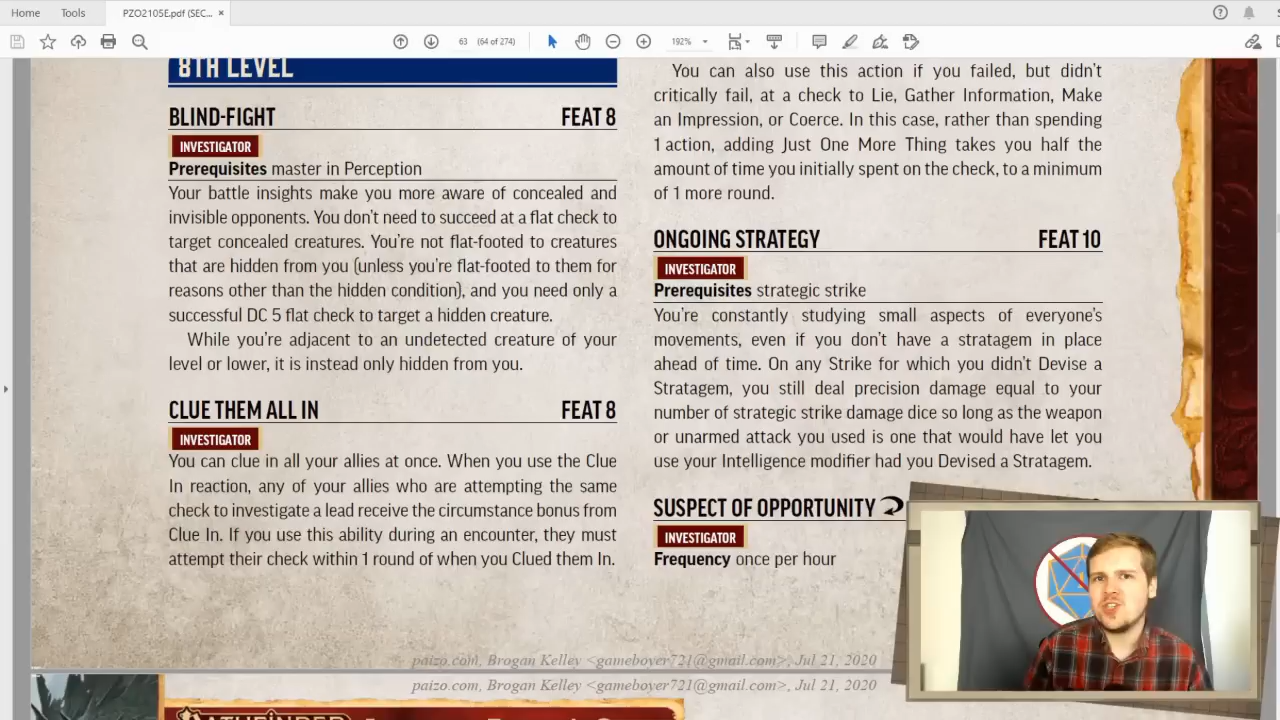 Home
Tools
PZO2105E.pdf (SEC... ×
63 (64 of 274)
192%
8TH LEVEL
BLIND-FIGHT FEAT 8
INVESTIGATOR
Prerequisites master in Perception
Your battle insights make you more aware of concealed and
invisible opponents. You don't need to succeed at a flat check to
target concealed creatures. You're not flat-footed to creatures
that are hidden from you (unless you're flat-footed to them for
reasons other than the hidden condition), and you need only a
successful DC 5 flat check to target a hidden creature.
While you're adjacent to an undetected creature of your
level or lower, it is instead only hidden from you.
CLUE THEM ALL IN FEAT 8
INVESTIGATOR
You can clue in all your allies at once. When you use the Clue
In reaction, any of your allies who are attempting the same
check to investigate a lead receive the circumstance bonus from
Clue In. If you use this ability during an encounter, they must
attempt their check within 1 round of when you Clued them In.
You can also use this action if you failed, but didn't
critically fail, at a check to Lie, Gather Information, Make
an Impression, or Coerce. In this case, rather than spending
1 action, adding Just One More Thing takes you half the
amount of time you initially spent on the check, to a minimum
of 1 more round.
ONGOING STRATEGY FEAT 10
INVESTIGATOR
Prerequisites strategic strike
You're constantly studying small aspects of everyone's
movements, even if you don't have a stratagem in place
ahead of time. On any Strike for which you didn't Devise a
Stratagem, you still deal precision damage equal to your
number of strategic strike damage dice so long as the weapon
or unarmed attack you used is one that would have let you
use your Intelligence modifier had you Devised a Stratagem.
SUSPECT OF OPPORTUNITY
INVESTIGATOR
Frequency once per hour
paizo.com, Brogan Kelley <gameboyer721@gmail.com>, Jul 21, 2020
paizo.com, Brogan Kelley <gameboyer721@gmail.com>, Jul 21, 2020
PATHFINDER